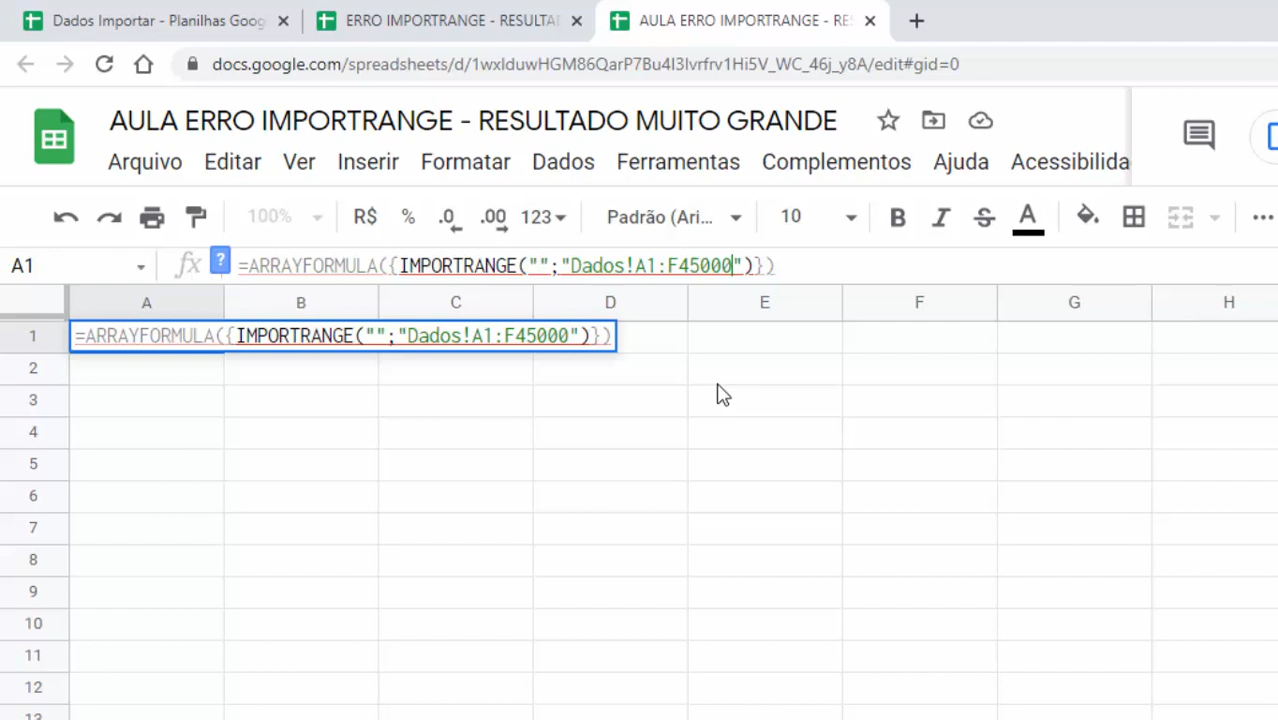 Dados Importar - Planilhas Goog
ERRO IMPORTRANGE - RESULTA
AULA ERRO IMPORTRANGE - RES
docs.google.com/spreadsheets/d/1wxlduwHGM86QarP7Bu4I3lvrfrv1Hi5V_WC_46j_y8A/edit#gid=0
AULA ERRO IMPORTRANGE - RESULTADO MUITO GRANDE
Arquivo Editar Ver Inserir Formatar Dados Ferramentas Complementos Ajuda Acessibilida
100% R$ % .0 .00 123 Padrão (Ari... 10 B I S A
A1 fx ? =ARRAYFORMULA({IMPORTRANGE("";"Dados!A1:F45000")})
A B C D E F G H
1 =ARRAYFORMULA({IMPORTRANGE("";"Dados!A1:F45000")})
2
3
4
5
6
7
8
9
10
11
12
13